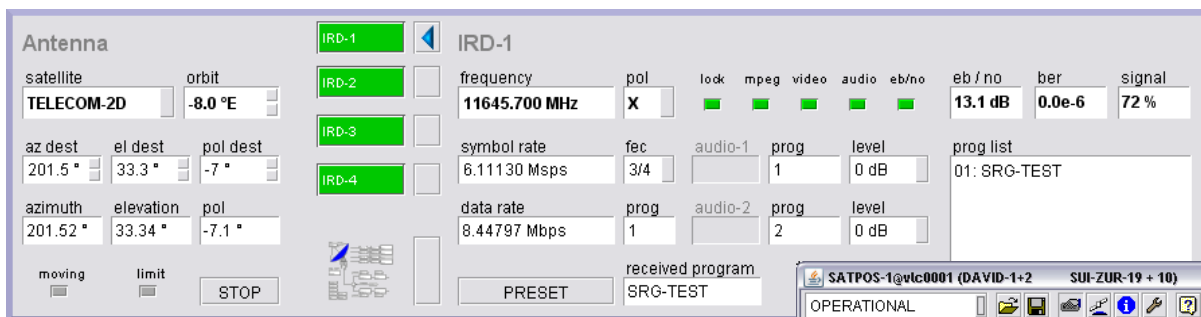 Antenna
satellite orbit
TELECOM-2D -8.0 °E
az dest el dest pol dest
201.5 ° 33.3 ° -7 °
azimuth elevation pol
201.52 ° 33.34 ° -7.1 °
moving limit
STOP
IRD-1
IRD-2
IRD-3
IRD-4
IRD-1
frequency pol lock mpeg video audio eb/no eb / no ber signal
11645.700 MHz X 13.1 dB 0.0e-6 72 %
symbol rate fec audio-1 prog level prog list
6.11130 Msps 3/4 1 0 dB 01: SRG-TEST
data rate prog audio-2 prog level
8.44797 Mbps 1 2 0 dB
received program
PRESET SRG-TEST
SATPOS-1@vlc0001 (DAVID-1+2 SUI-ZUR-19 + 10)
OPERATIONAL